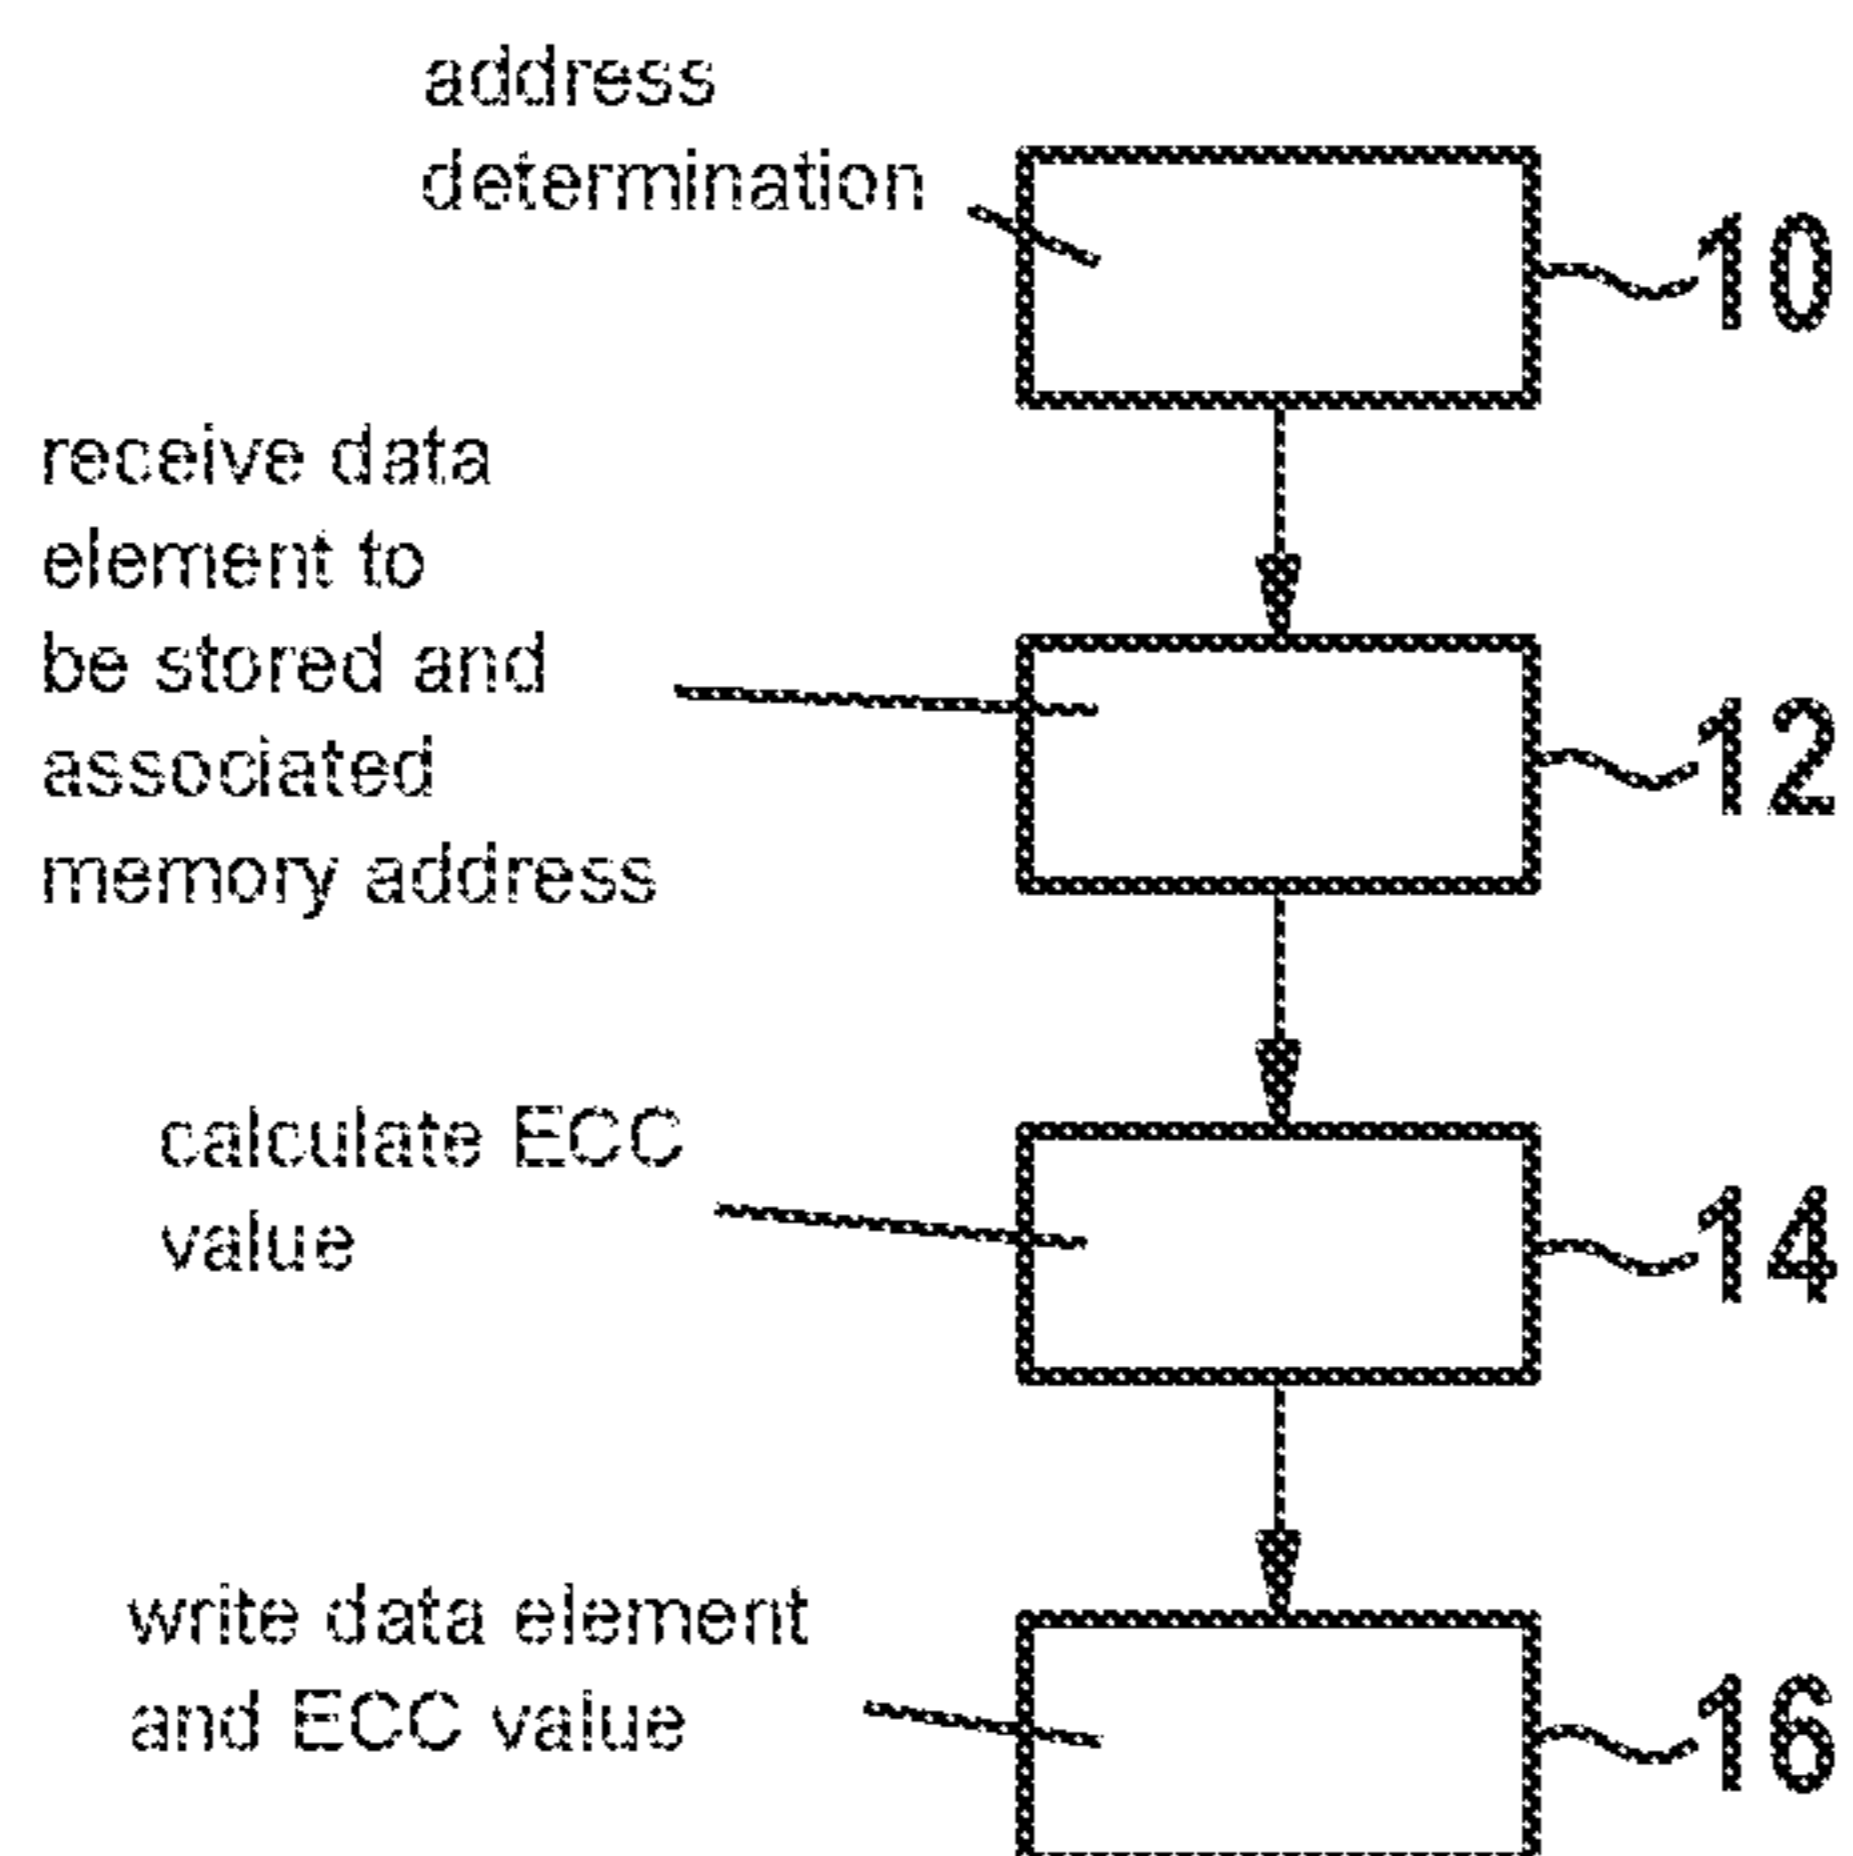 address
determination
10
receive data
element to
be stored and
associated
memory address
12
calculate ECC
value
14
write data element
and ECC value
16